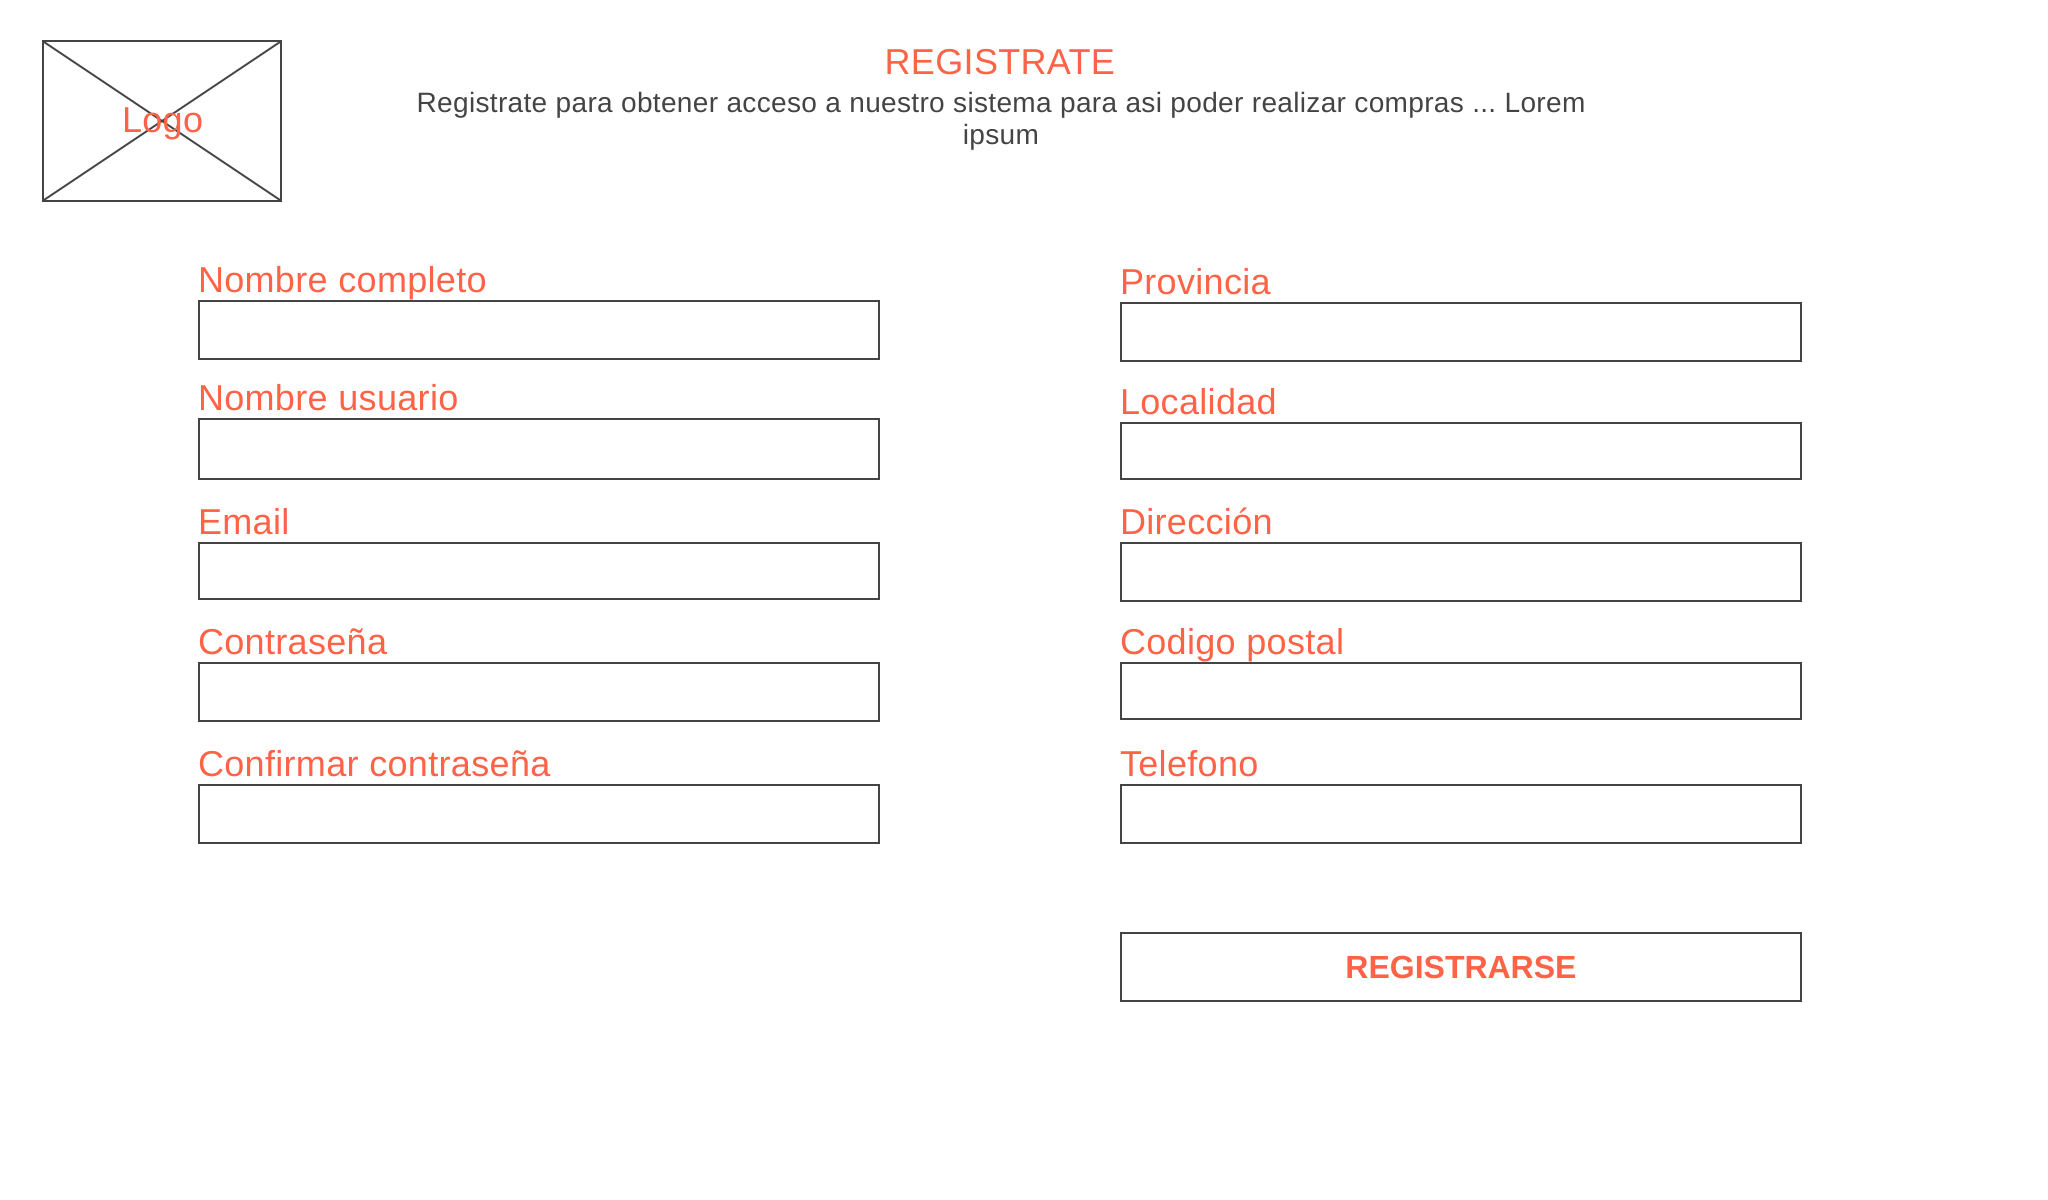 Logo
REGISTRATE
Registrate para obtener acceso a nuestro sistema para asi poder realizar compras ... Lorem
ipsum
Nombre completo
Nombre usuario
Email
Contraseña
Confirmar contraseña
Provincia
Localidad
Dirección
Codigo postal
Telefono
REGISTRARSE